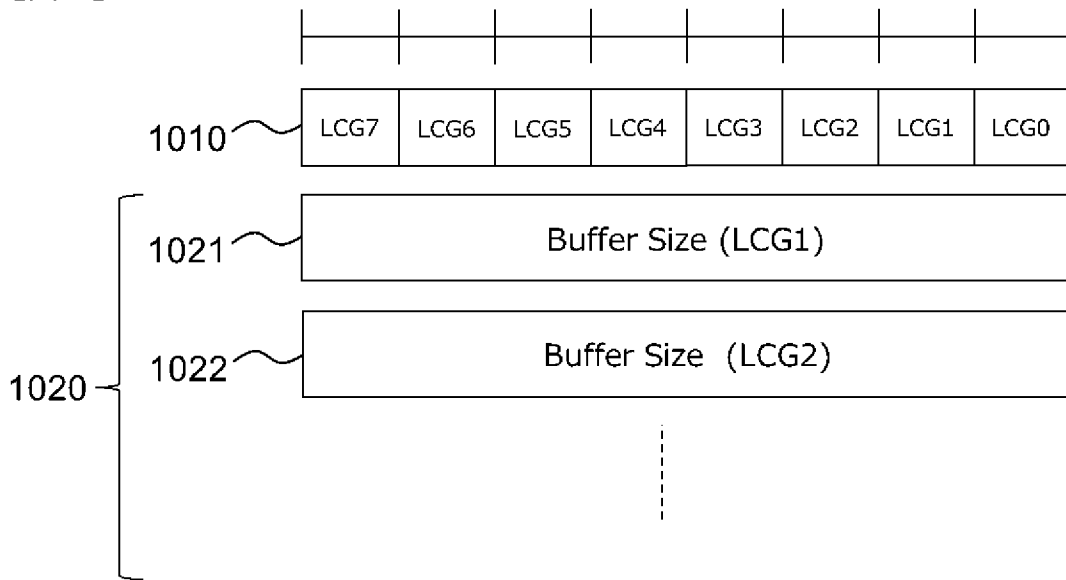 1010 LCG7 LCG6 LCG5 LCG4 LCG3 LCG2 LCG1 LCG0
1021 Buffer Size (LCG1)
1022 Buffer Size (LCG2)
1020